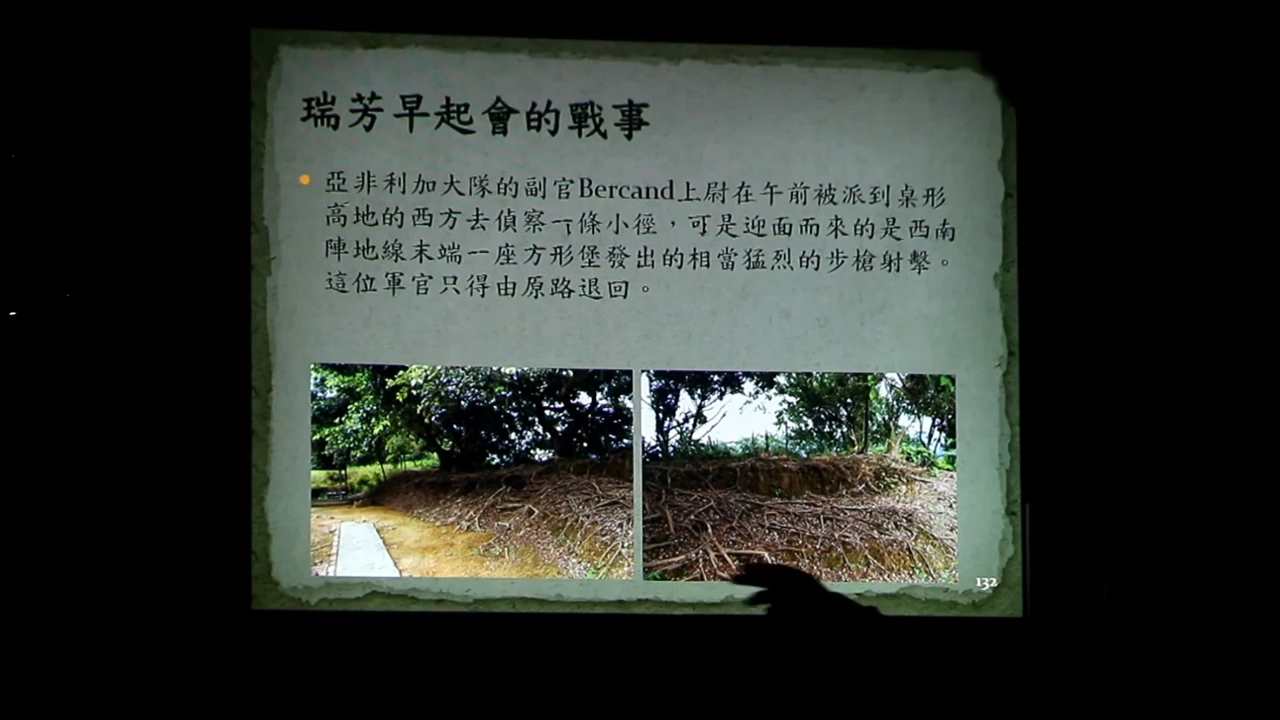 瑞芳早起會的戰事
亞非利加大隊的副官Bercand上尉在午前被派到桌形
高地的西方去偵察一條小徑，可是迎面而來的是西南
陣地線末端一座方形堡發出的相當猛烈的步槍射擊。
這位軍官只得由原路退回。
132